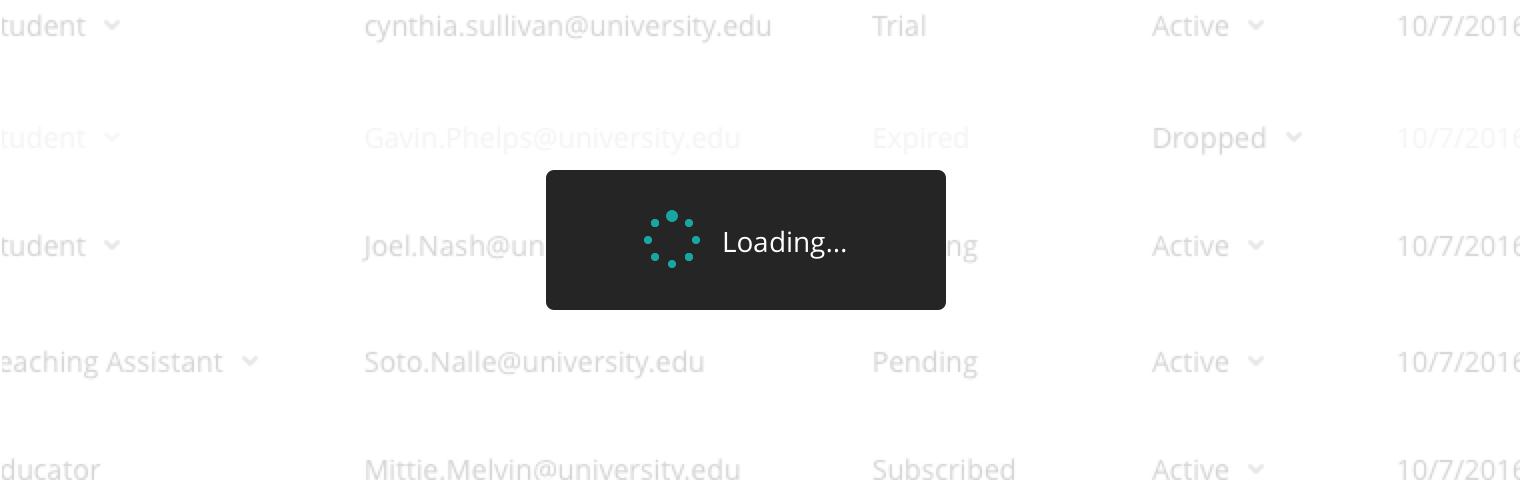 tudent cynthia.sullivan@university.edu Trial Active 10/7/2016
tudent Gavin.Phelps@university.edu Expired Dropped 10/7/2016
tudent Joel.Nash@un ng Active 10/7/2016
Loading...
eaching Assistant Soto.Nalle@university.edu Pending Active 10/7/2016
ducator Mittie.Melvin@university.edu Subscribed Active 10/7/2016